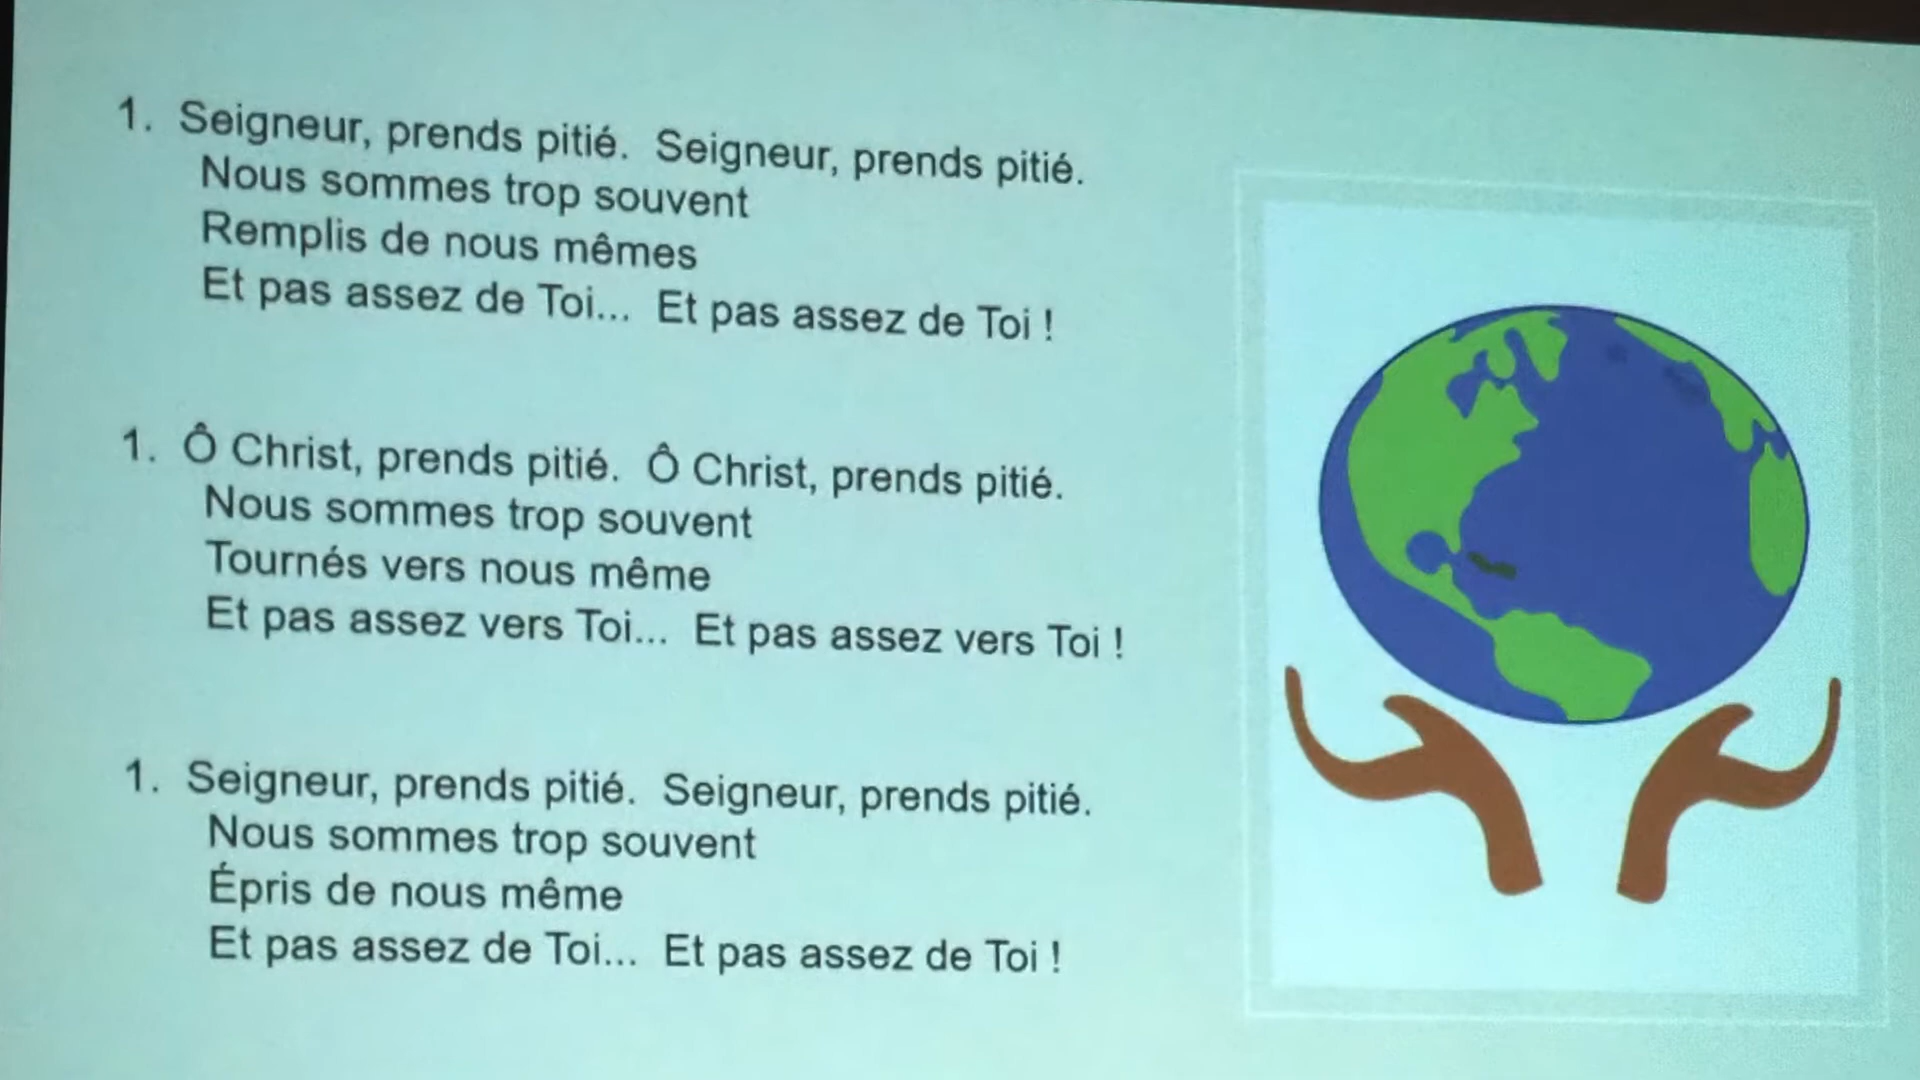 1. Seigneur, prends pitié. Seigneur, prends pitié.
Nous sommes trop souvent
Remplis de nous mêmes
Et pas assez de Toi... Et pas assez de Toi !
1. Ô Christ, prends pitié. Ô Christ, prends pitié.
Nous sommes trop souvent
Tournés vers nous même
Et pas assez vers Toi... Et pas assez vers Toi !
1. Seigneur, prends pitié. Seigneur, prends pitié.
Nous sommes trop souvent
Épris de nous même
Et pas assez de Toi... Et pas assez de Toi !